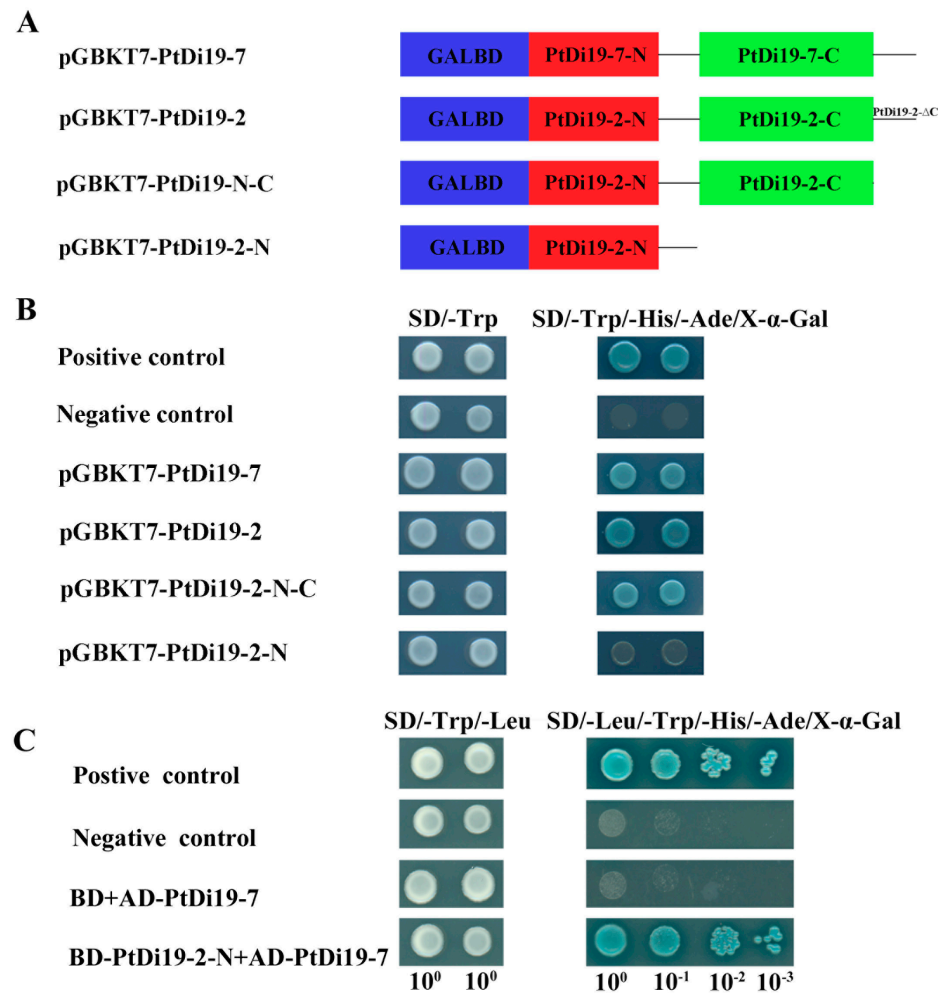 A
pGBKT7-PtDi19-7 GALBD PtDi19-7-N PtDi19-7-C
pGBKT7-PtDi19-2 GALBD PtDi19-2-N PtDi19-2-C PtDi19-2-ΔC
pGBKT7-PtDi19-N-C GALBD PtDi19-2-N PtDi19-2-C
pGBKT7-PtDi19-2-N GALBD PtDi19-2-N
B
SD/-Trp SD/-Trp/-His/-Ade/X-α-Gal
Positive control
Negative control
pGBKT7-PtDi19-7
pGBKT7-PtDi19-2
pGBKT7-PtDi19-2-N-C
pGBKT7-PtDi19-2-N
C
SD/-Trp/-Leu SD/-Leu/-Trp/-His/-Ade/X-α-Gal
Postive control
Negative control
BD+AD-PtDi19-7
BD-PtDi19-2-N+AD-PtDi19-7
10⁰ 10⁰ 10⁰ 10⁻¹ 10⁻² 10⁻³